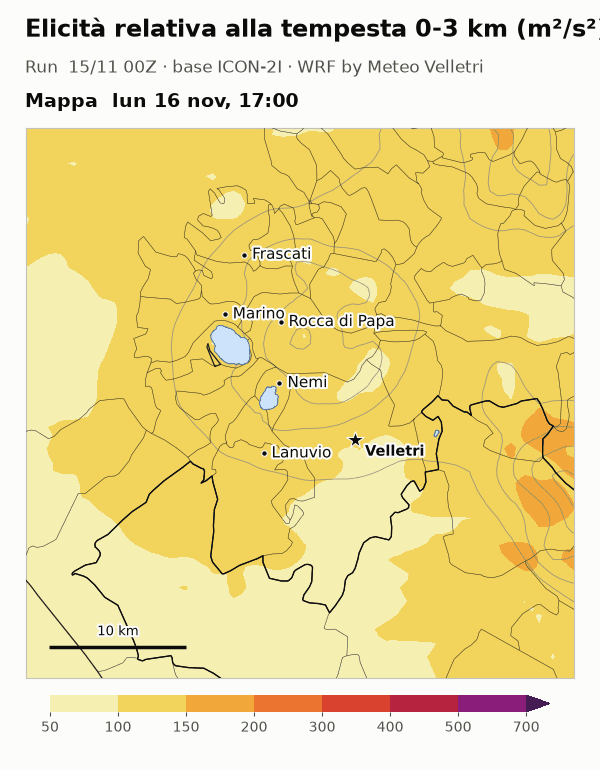 Elicità relativa alla tempesta 0-3 km (m²/s²)
Run 15/11 00Z · base ICON-2I · WRF by Meteo Velletri
Mappa lun 16 nov, 17:00
Frascati
Marino
Rocca di Papa
Nemi
Velletri
Lanuvio
10 km
50 100 150 200 300 400 500 700